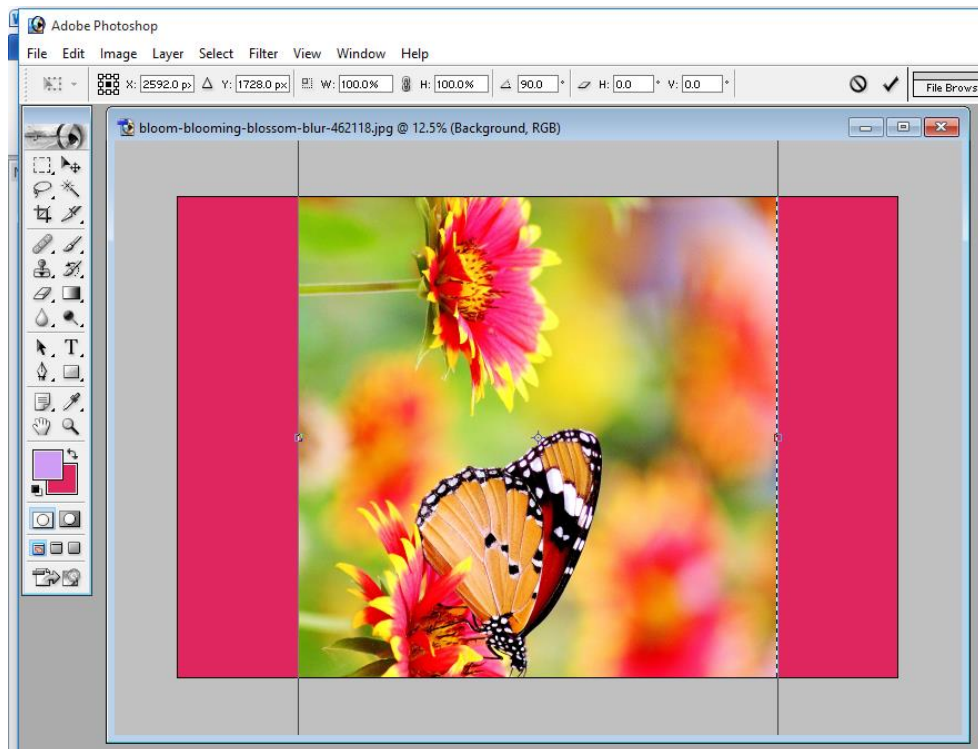 Adobe Photoshop
File Edit Image Layer Select Filter View Window Help
X: 2592.0 px Y: 1728.0 px W: 100.0% H: 100.0% 90.0 ° H: 0.0 ° V: 0.0 °
File Brows
bloom-blooming-blossom-blur-462118.jpg @ 12.5% (Background, RGB)
T